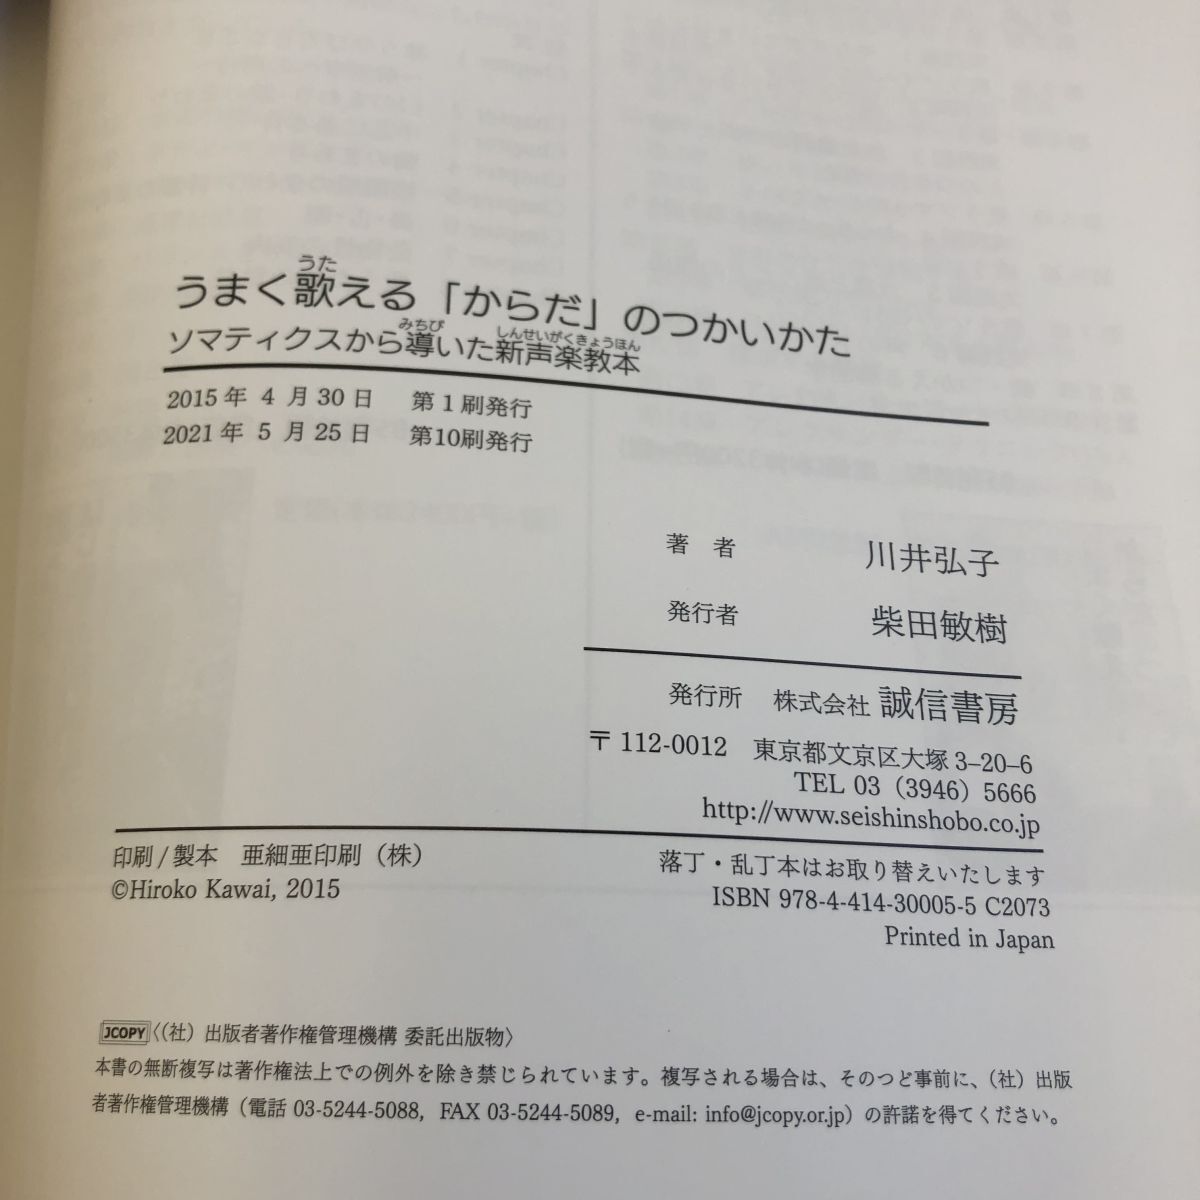 うまく歌える「からだ」のつかいかた
ソマティクスから導いた新声楽教本
2015年 4 月 30 日 第 1 刷発行
2021年 5 月 25 日 第10刷発行
著 者 川井弘子
発行者 柴田敏樹
発行所 株式会社 誠信書房
〒112-0012 東京都文京区大塚 3-20-6
TEL 03（3946）5666
http://www.seishinshobo.co.jp
印刷/製本 亜細亜印刷（株）
©Hiroko Kawai, 2015
落丁・乱丁本はお取り替えいたします
ISBN 978-4-414-30005-5 C2073
Printed in Japan
JCOPY〈（社）出版者著作権管理機構 委託出版物〉
本書の無断複写は著作権法上での例外を除き禁じられています。複写される場合は、そのつど事前に、（社）出版
者著作権管理機構（電話 03-5244-5088, FAX 03-5244-5089, e-mail: info@jcopy.or.jp）の許諾を得てください。